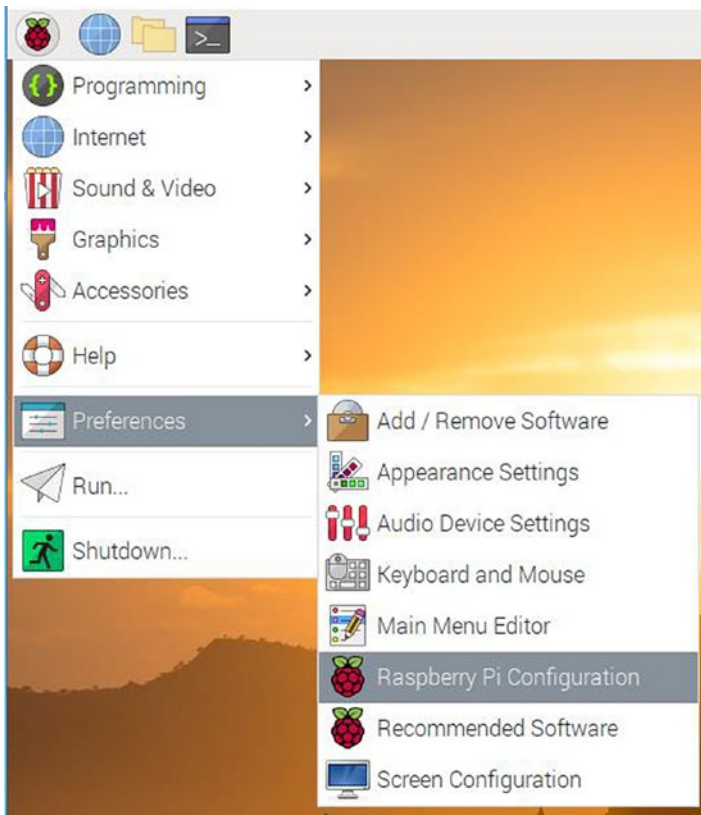 >_
Programming
Internet
Sound & Video
Graphics
Accessories
Help
Preferences
Run...
Shutdown...
Add / Remove Software
Appearance Settings
Audio Device Settings
Keyboard and Mouse
Main Menu Editor
Raspberry Pi Configuration
Recommended Software
Screen Configuration